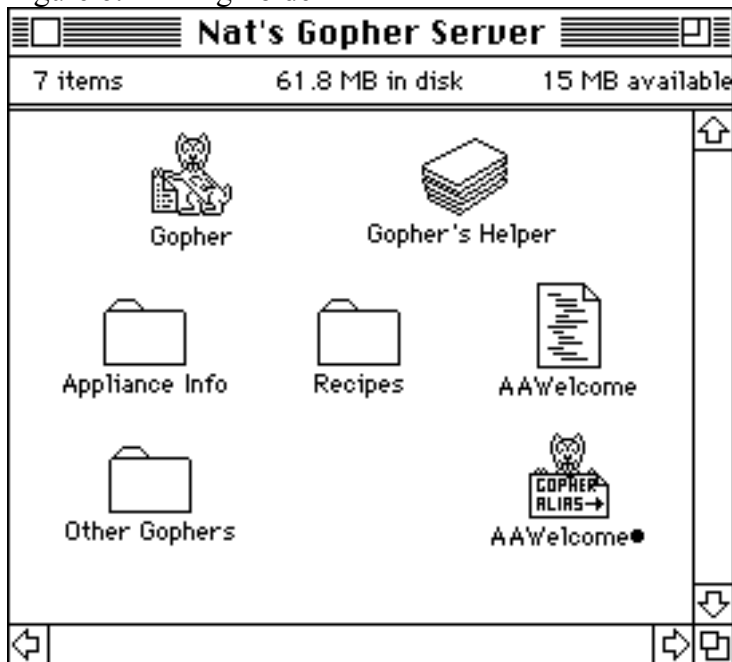 Nat's Gopher Server
7 items 61.8 MB in disk 15 MB available
Gopher Gopher's Helper
Appliance Info Recipes AAWelcome
GOPHER
ALIAS→
Other Gophers AAWelcome●